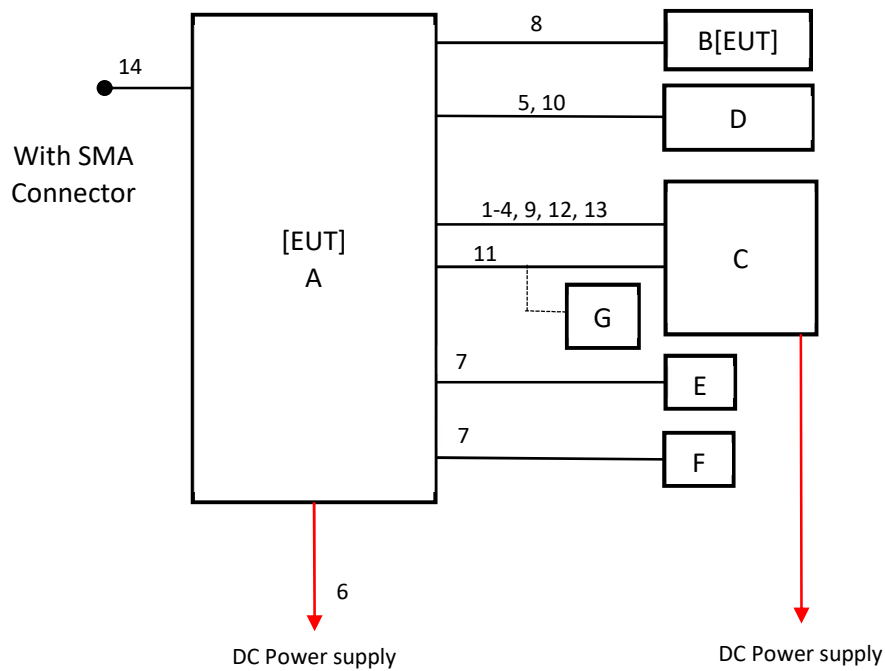 8
B[EUT]
14
5, 10
D
With SMA
Connector
1-4, 9, 12, 13
[EUT]
A
11
C
G
7
E
7
F
6
DC Power supply
DC Power supply